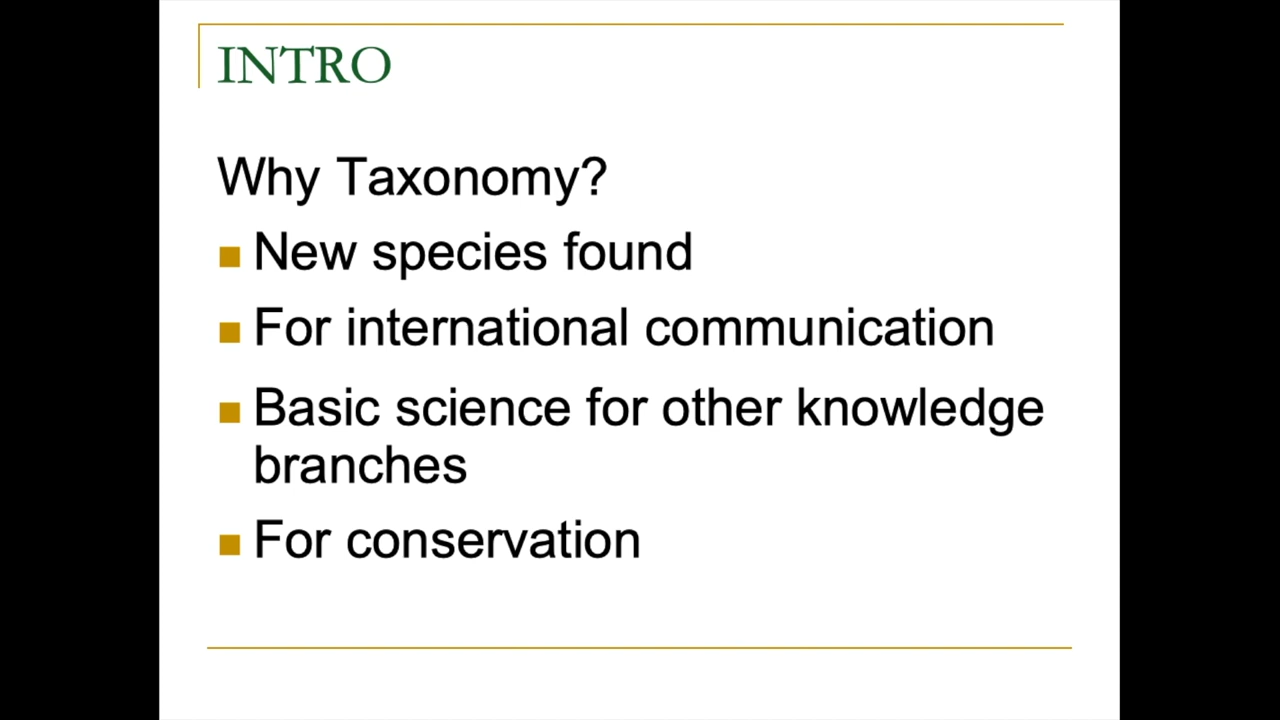 INTRO
Why Taxonomy?
New species found
For international communication
Basic science for other knowledge
branches
For conservation